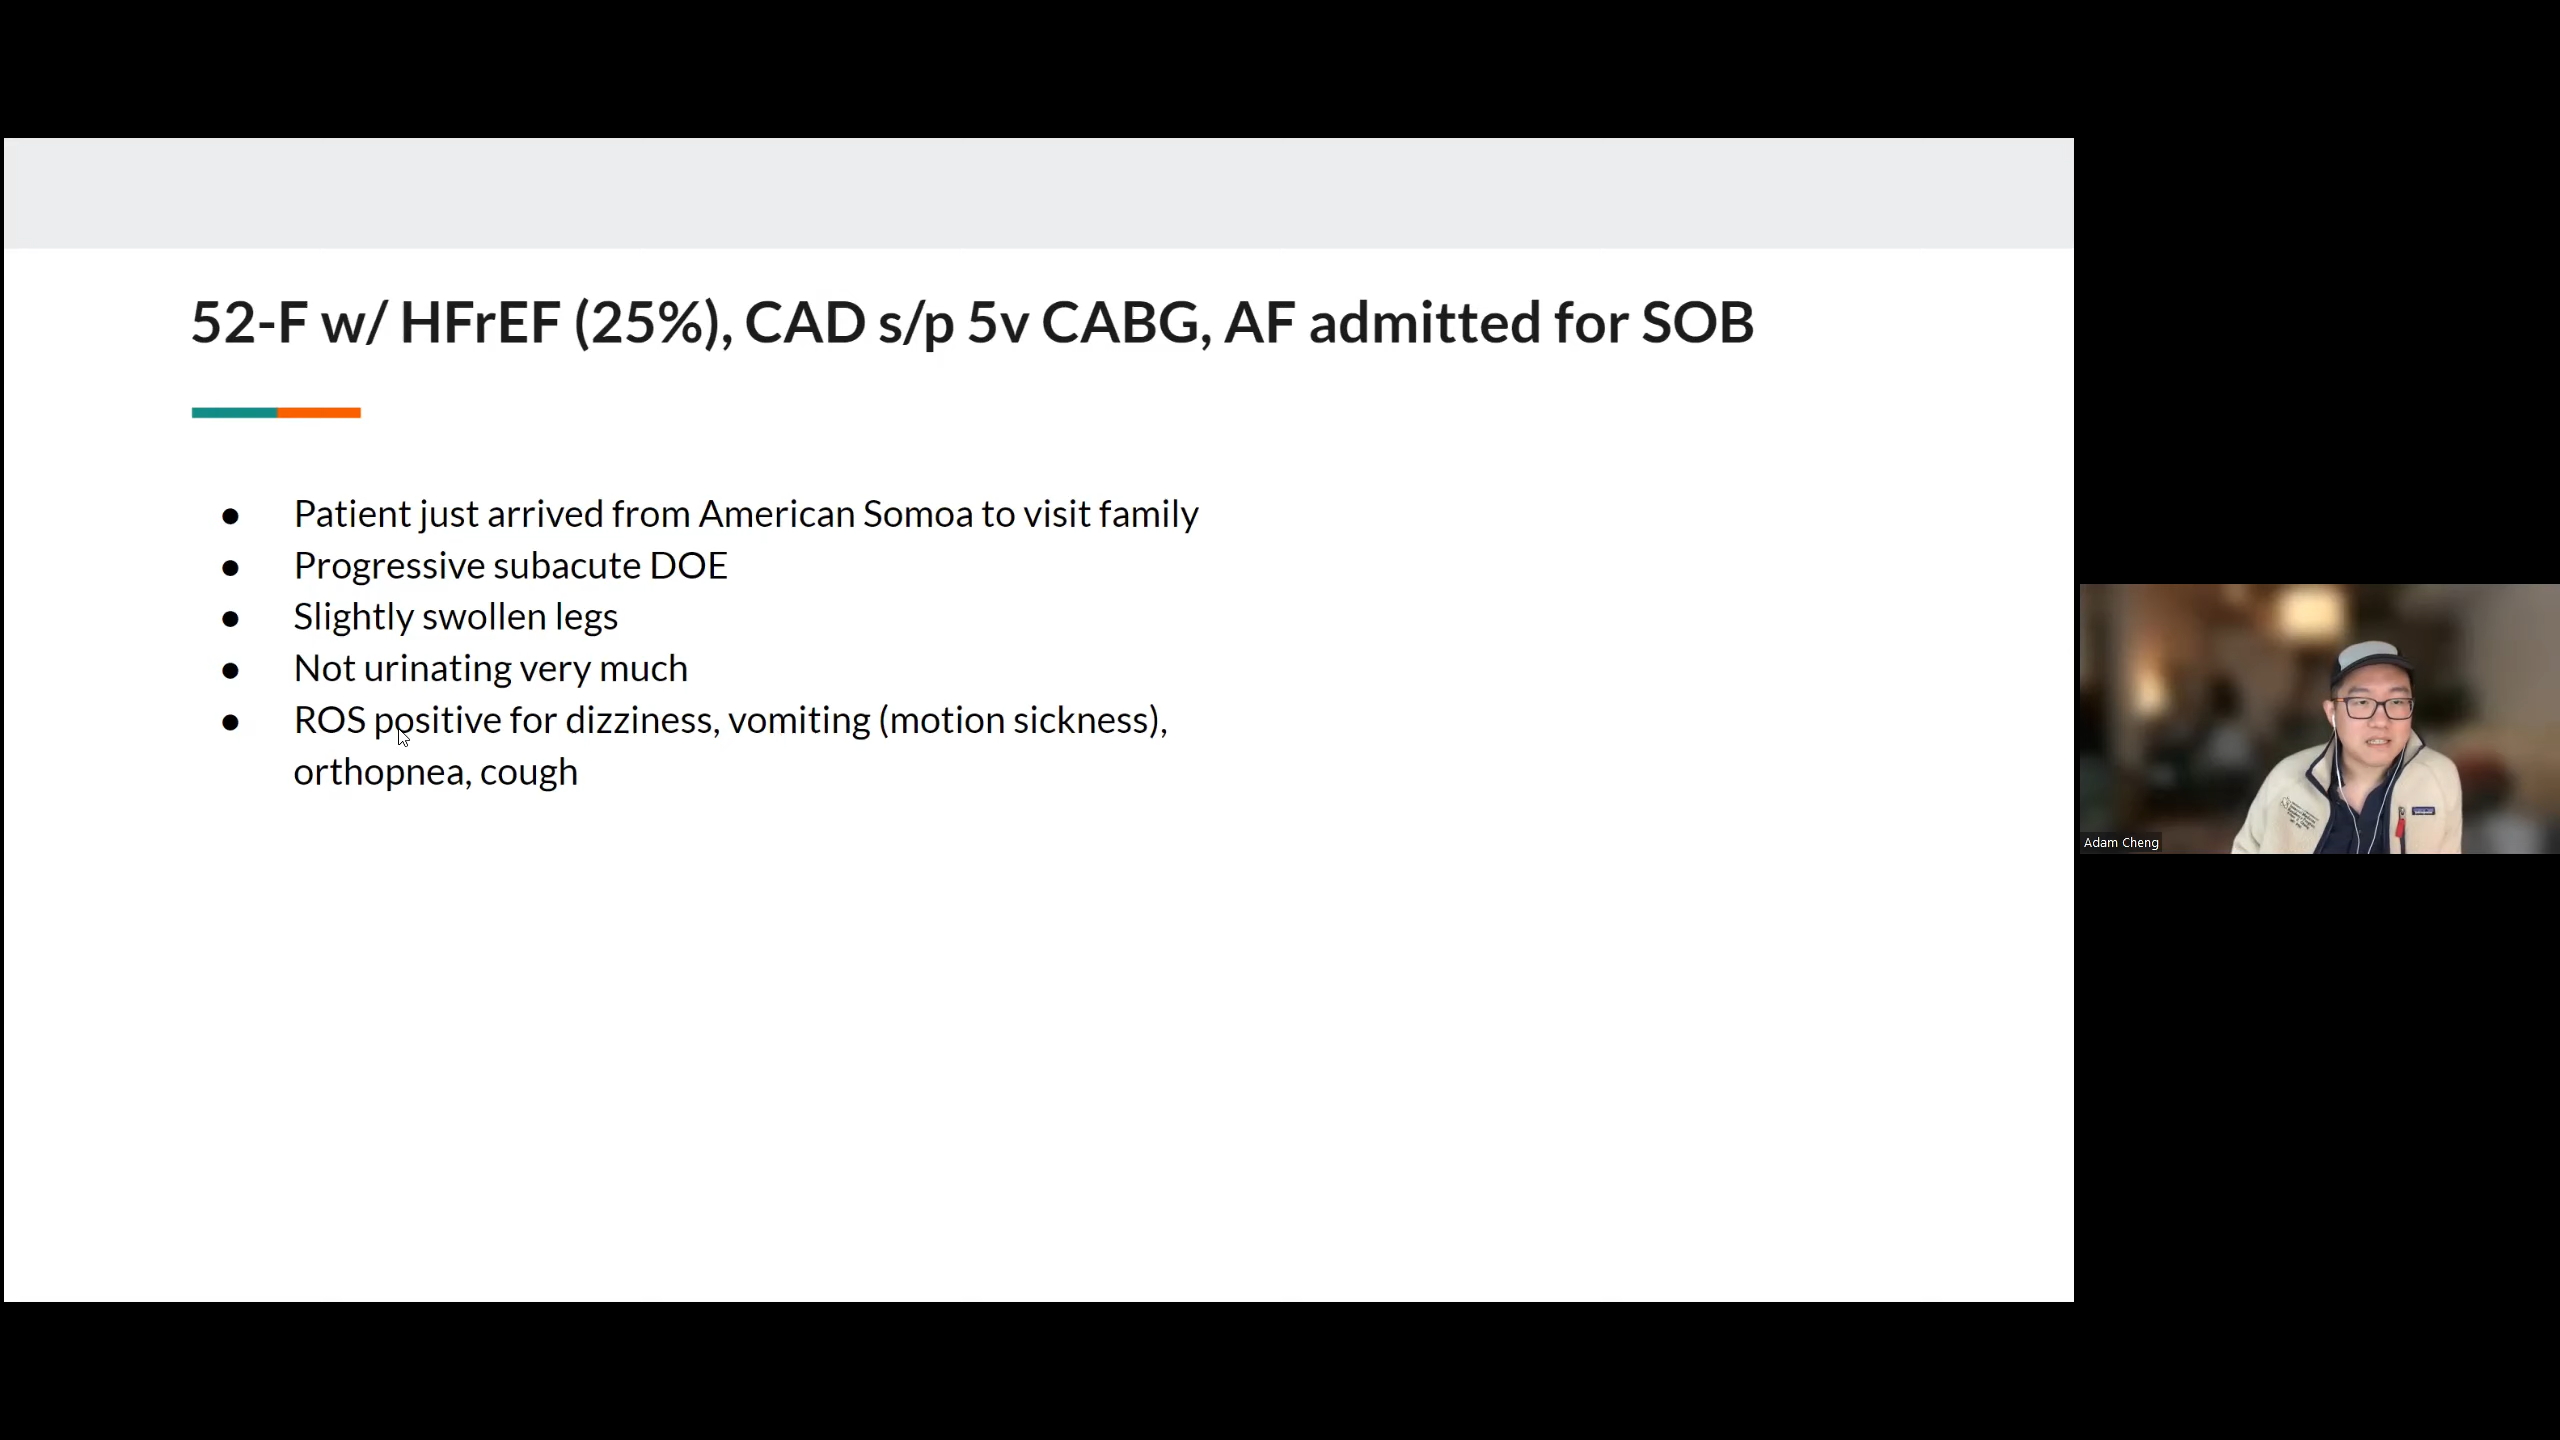 52-F w/ HFrEF (25%), CAD s/p 5v CABG, AF admitted for SOB
● Patient just arrived from American Somoa to visit family
● Progressive subacute DOE
● Slightly swollen legs
● Not urinating very much
● ROS positive for dizziness, vomiting (motion sickness),
orthopnea, cough
Adam Cheng